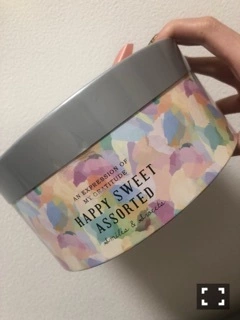 AN EXPRESSION OF
MY GRATITUDE
HAPPY SWEET
ASSORTED